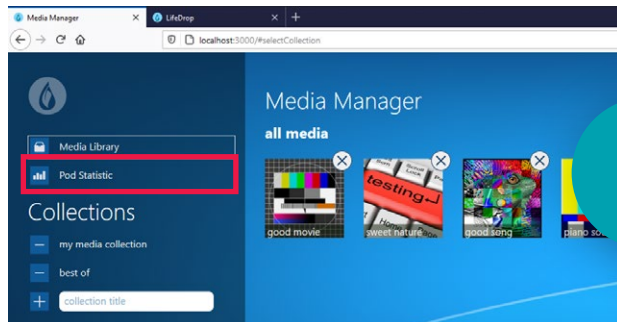 Media Manager
LifeDrop
localhost:3000/#selectCollection
Media Library
Pod Statistic
Collections
my media collection
best of
collection title
Media Manager
all media
good movie
testing
sweet nature
good song